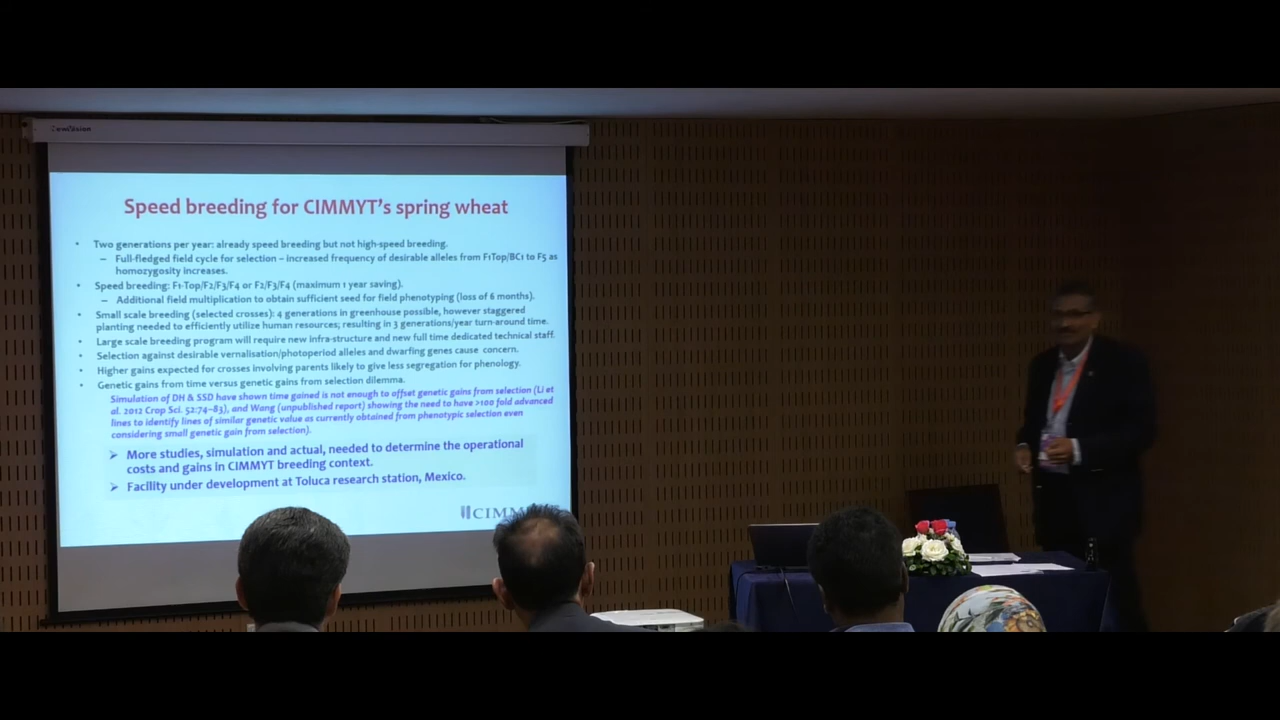 Speed breeding for CIMMYT's spring wheat
• Two generations per year: already speed breeding but not high-speed breeding.
– Full-fledged field cycle for selection – increased frequency of desirable alleles from F1Top/BC1 to F5 as
homozygosity increases.
• Speed breeding: F1-Top/F2/F3/F4 or F2/F3/F4 (maximum 1 year saving).
– Additional field multiplication to obtain sufficient seed for field phenotyping (loss of 6 months).
• Small scale breeding (selected crosses): 4 generations in greenhouse possible, however staggered
planting needed to efficiently utilize human resources; resulting in 3 generations/year turn-around time.
• Large scale breeding program will require new infra-structure and new full time dedicated technical staff.
• Selection against desirable vernalisation/photoperiod alleles and dwarfing genes cause concern.
• Higher gains expected for crosses involving parents likely to give less segregation for phenology.
• Genetic gains from time versus genetic gains from selection dilemma.
Simulation of DH & SSD have shown time gained is not enough to offset genetic gains from selection (Li et
al. 2012 Crop Sci. 52:74–83), and Wang (unpublished report) showing the need to have >100 fold advanced
lines to identify lines of similar genetic value as currently obtained from phenotypic selection even
considering small genetic gain from selection).
➢ More studies, simulation and actual, needed to determine the operational
costs and gains in CIMMYT breeding context.
➢ Facility under development at Toluca research station, Mexico.